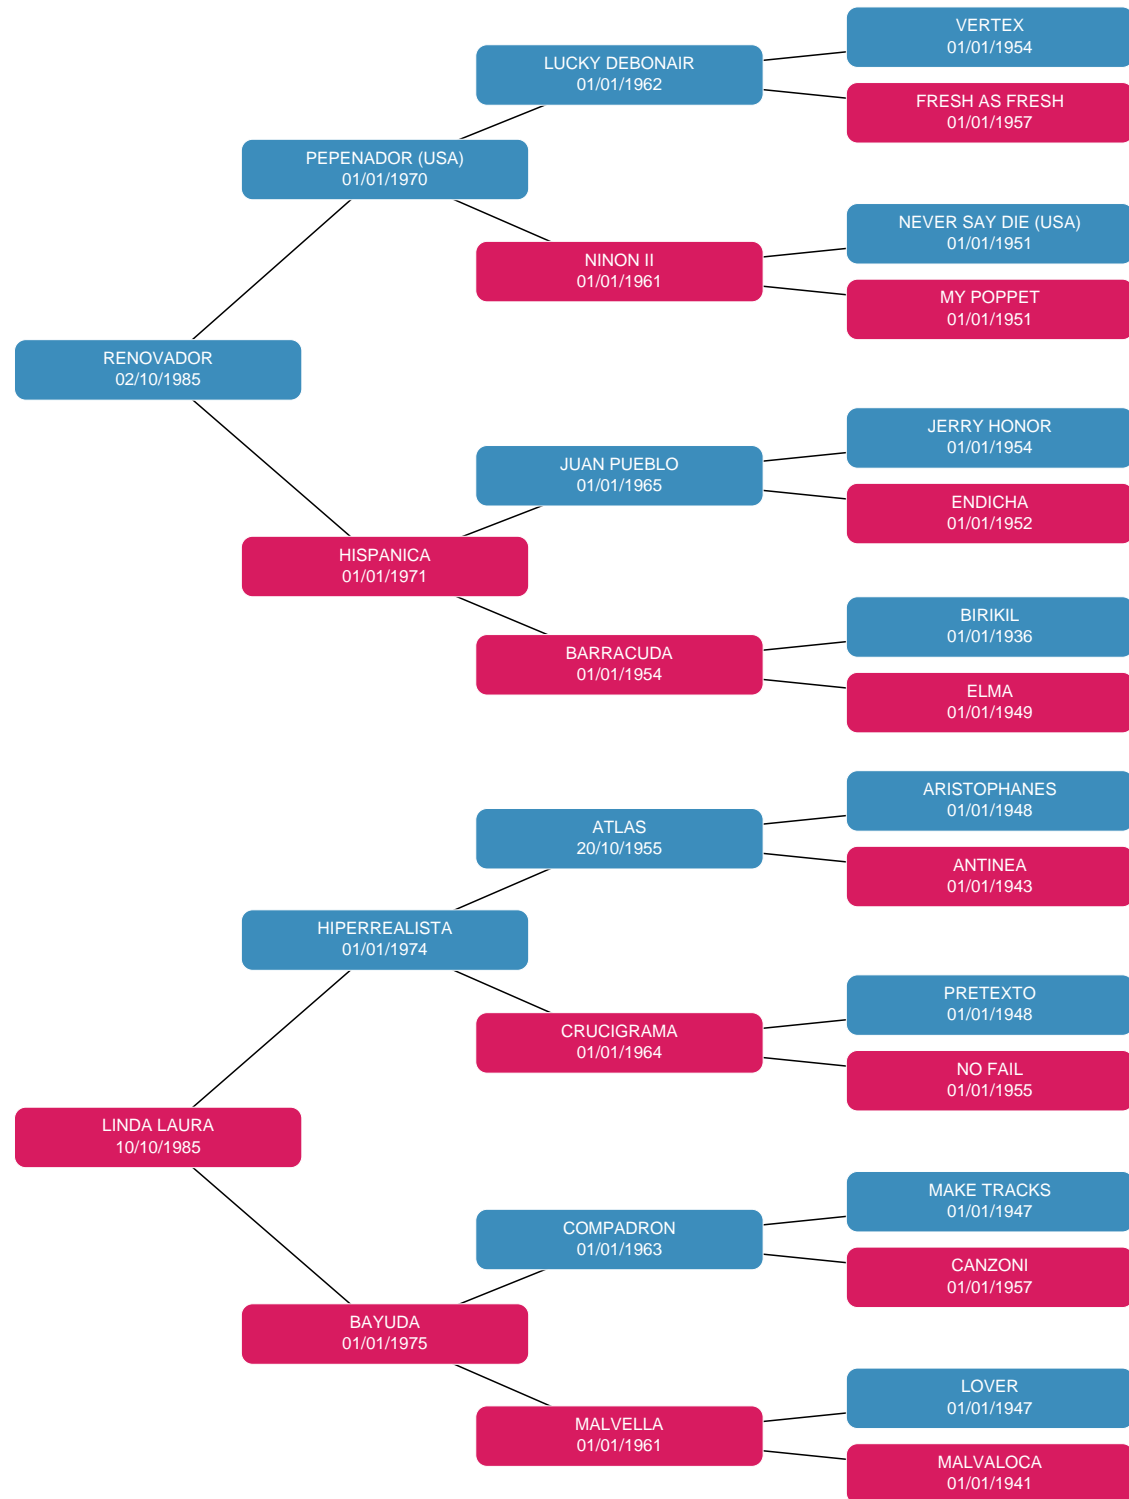 VERTEX
01/01/1954
LUCKY DEBONAIR
01/01/1962
FRESH AS FRESH
01/01/1957
PEPENADOR (USA)
01/01/1970
NEVER SAY DIE (USA)
01/01/1951
NINON II
01/01/1961
MY POPPET
01/01/1951
RENOVADOR
02/10/1985
JERRY HONOR
01/01/1954
JUAN PUEBLO
01/01/1965
ENDICHA
01/01/1952
HISPANICA
01/01/1971
BIRIKIL
01/01/1936
BARRACUDA
01/01/1954
ELMA
01/01/1949
ARISTOPHANES
01/01/1948
ATLAS
20/10/1955
ANTINEA
01/01/1943
HIPERREALISTA
01/01/1974
PRETEXTO
01/01/1948
CRUCIGRAMA
01/01/1964
NO FAIL
01/01/1955
LINDA LAURA
10/10/1985
MAKE TRACKS
01/01/1947
COMPADRON
01/01/1963
CANZONI
01/01/1957
BAYUDA
01/01/1975
LOVER
01/01/1947
MALVELLA
01/01/1961
MALVALOCA
01/01/1941